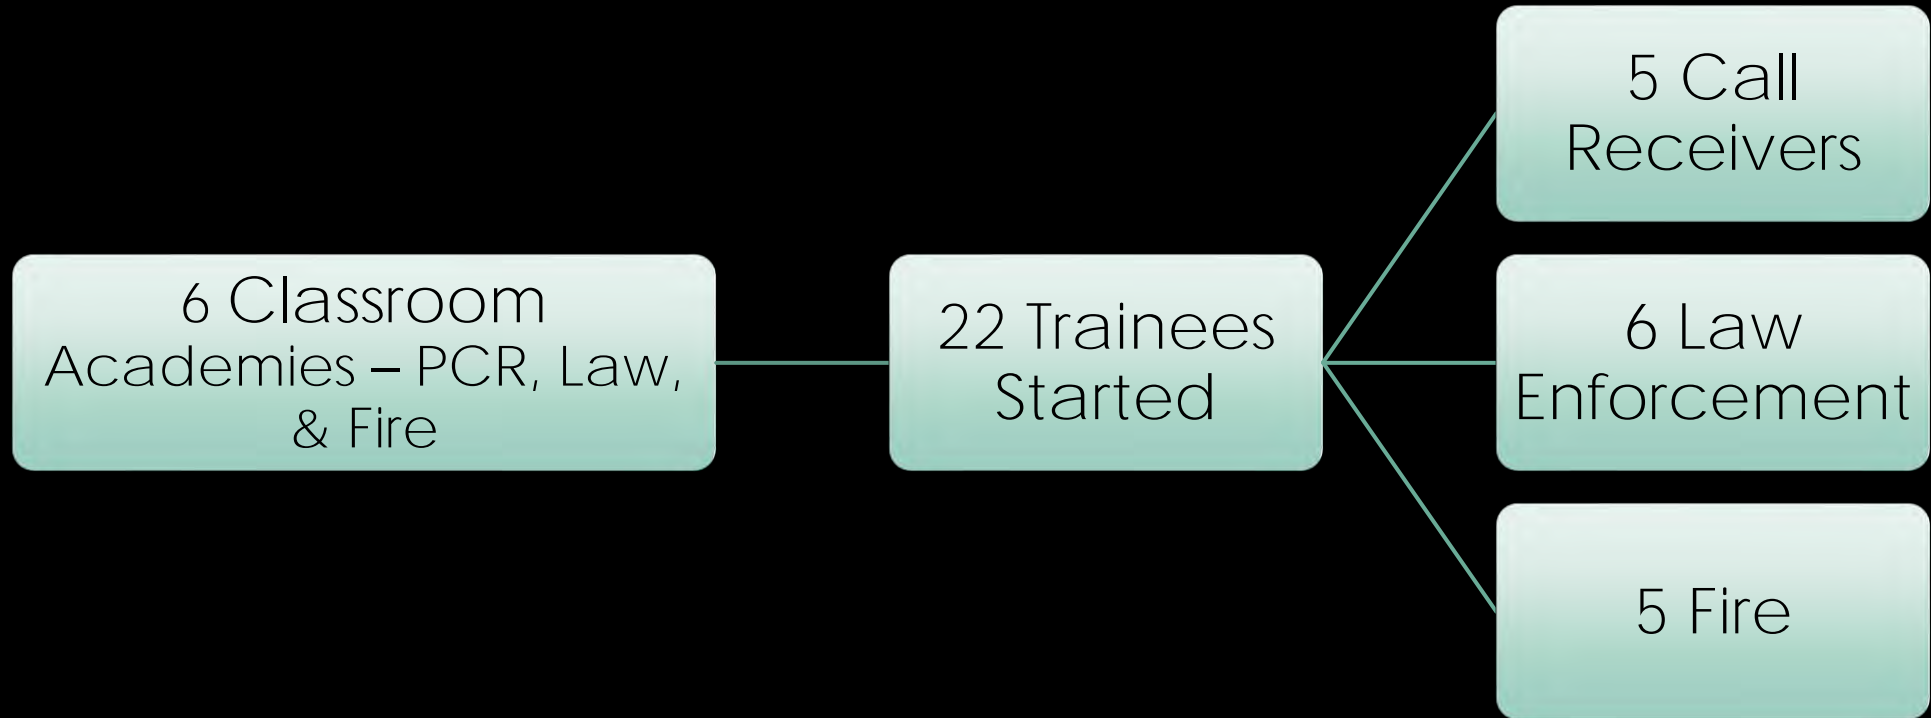 6 Classroom
Academies – PCR, Law,
& Fire
22 Trainees
Started
5 Call
Receivers
6 Law
Enforcement
5 Fire